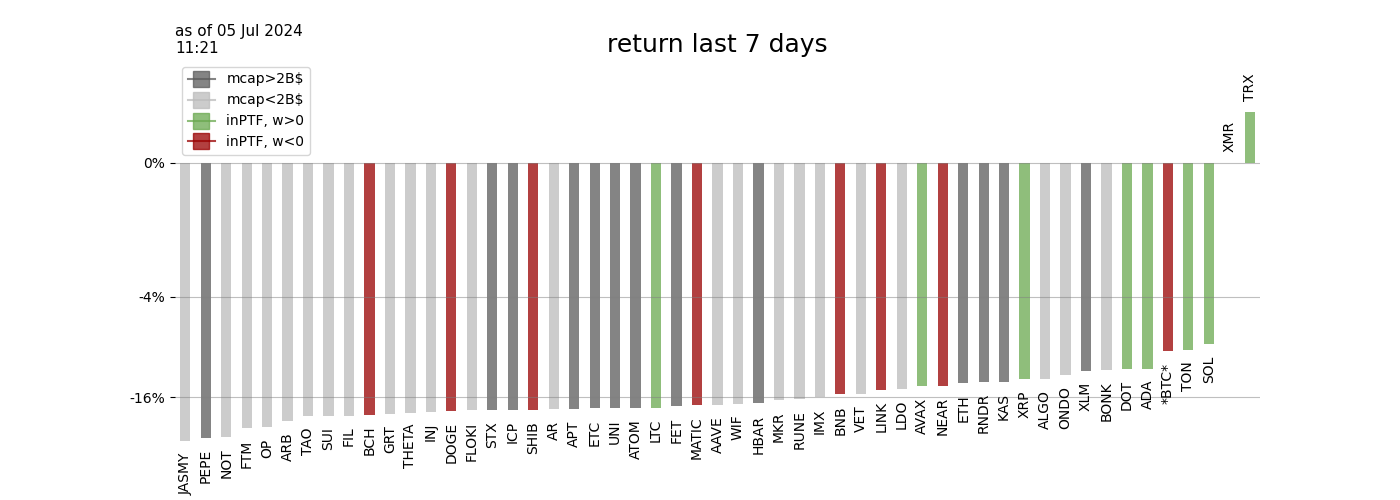 as of 05 Jul 2024
11:21
return last 7 days
mcap>2B$
mcap<2B$
inPTF, w>0
inPTF, w<0
0%
-4%
-16%
JASMY
PEPE
NOT
FTM
OP
ARB
TAO
SUI
FIL
BCH
GRT
THETA
INJ
DOGE
FLOKI
STX
ICP
SHIB
AR
APT
ETC
UNI
ATOM
LTC
FET
MATIC
AAVE
WIF
HBAR
MKR
RUNE
IMX
BNB
VET
LINK
LDO
AVAX
NEAR
ETH
RNDR
KAS
XRP
ALGO
ONDO
XLM
BONK
DOT
ADA
*BTC*
TON
SOL
XMR
TRX